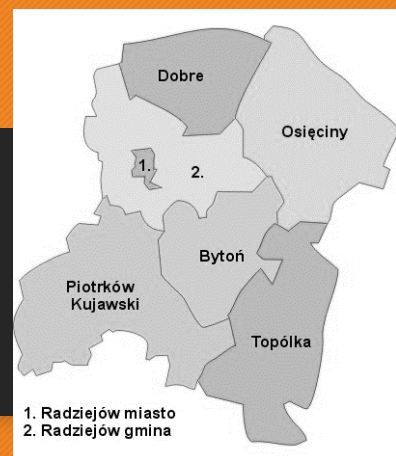 Dobre
Osięciny
1.
2.
Bytoń
Piotrków
Kujawski
Topólka
1. Radziejów miasto
2. Radziejów gmina